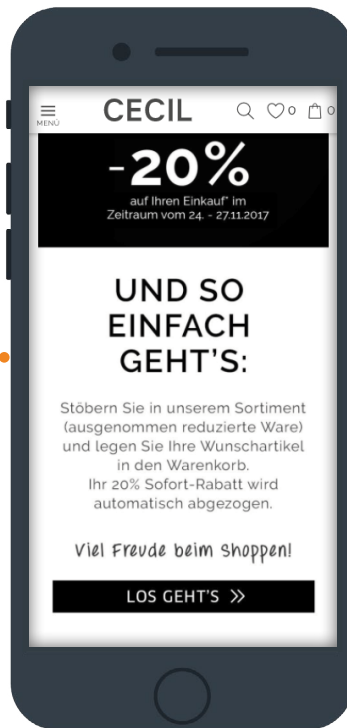 MENÜ
CECIL
0
0
-20%
auf Ihren Einkauf* im
Zeitraum vom 24. - 27.11.2017
UND SO
EINFACH
GEHT'S:
Stöbern Sie in unserem Sortiment
(ausgenommen reduzierte Ware)
und legen Sie Ihre Wunschartikel
in den Warenkorb.
Ihr 20% Sofort-Rabatt wird
automatisch abgezogen.
Viel Freude beim Shoppen!
LOS GEHT'S »